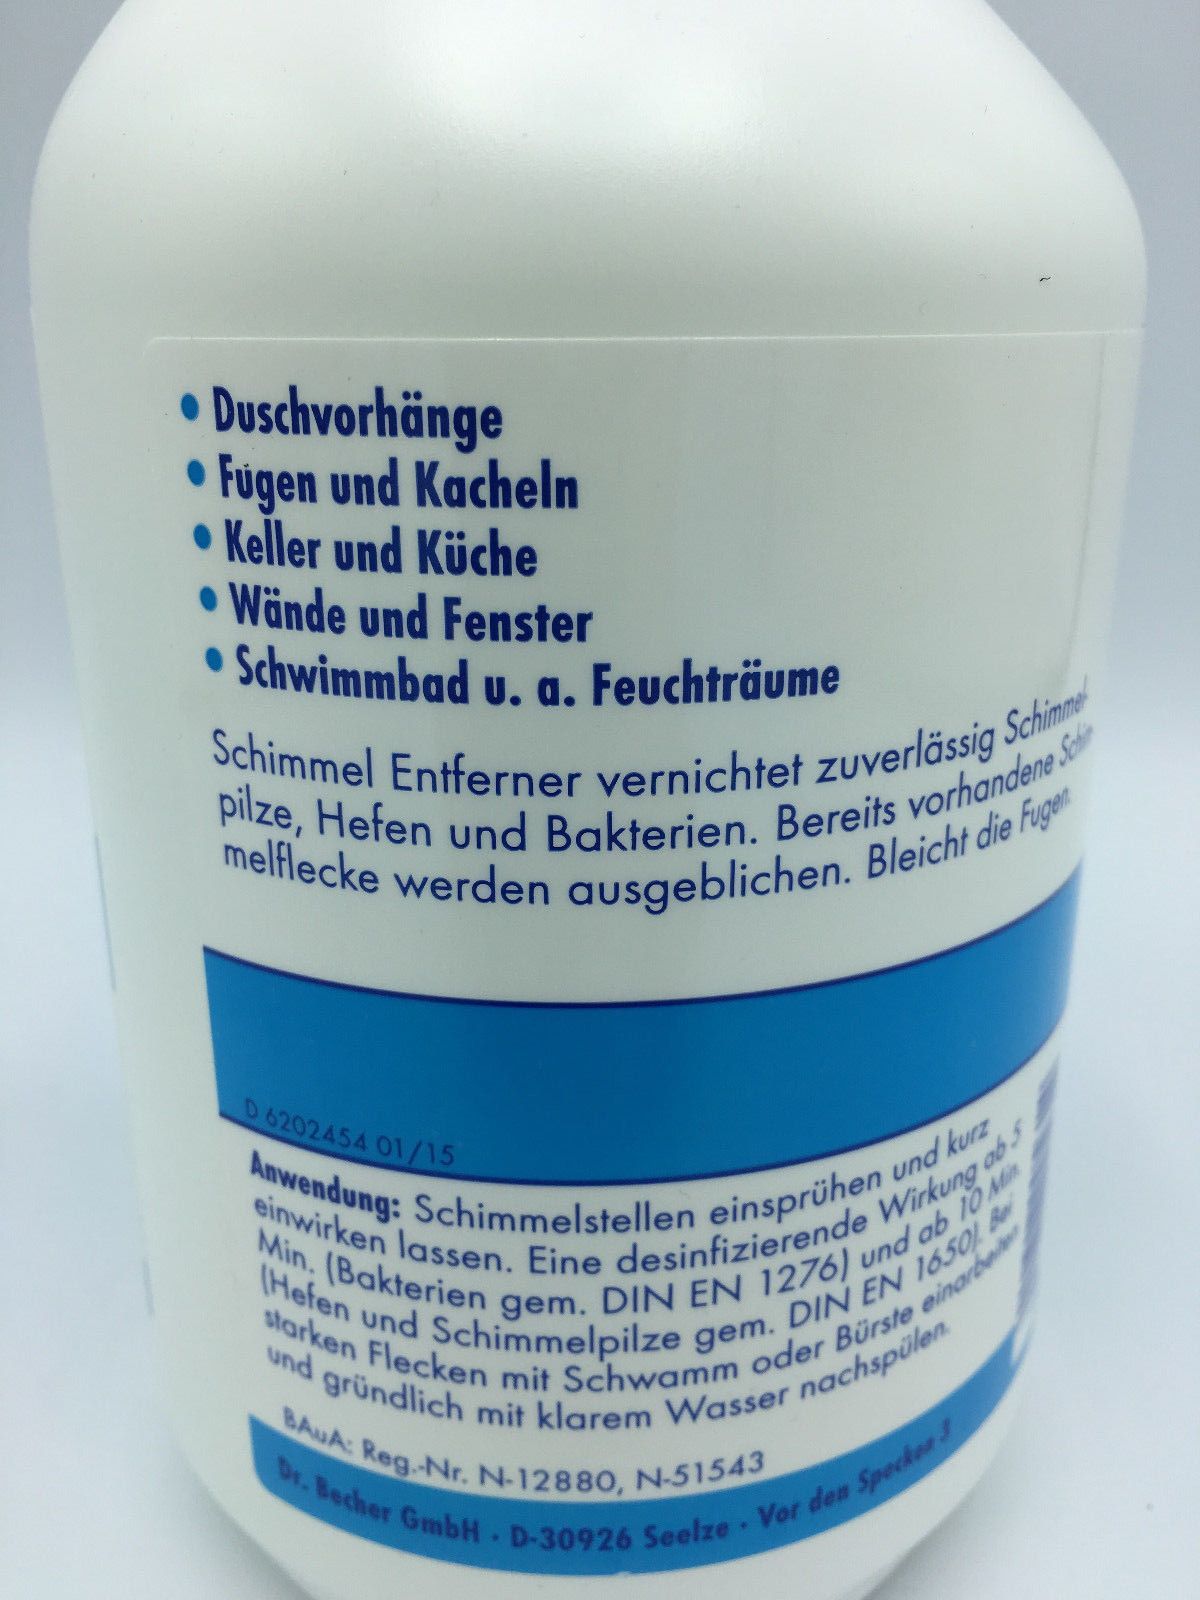 • Duschvorhänge
• Fugen und Kacheln
• Keller und Küche
• Wände und Fenster
• Schwimmbad u. a. Feuchträume
Schimmel Entferner vernichtet zuverlässig Schimmel-
pilze, Hefen und Bakterien. Bereits vorhandene Schim-
melflecke werden ausgeblichen. Bleicht die Fugen.
D 6202454 01/15
Anwendung: Schimmelstellen einsprühen und kurz
einwirken lassen. Eine desinfizierende Wirkung ab 5
Min. (Bakterien gem. DIN EN 1276) und ab 10 Min.
(Hefen und Schimmelpilze gem. DIN EN 1650). Bei
starken Flecken mit Schwamm oder Bürste einarbeiten
und gründlich mit klarem Wasser nachspülen.
BAuA: Reg.-Nr. N-12880, N-51543
Dr. Becher GmbH · D-30926 Seelze · Vor den Specken 3